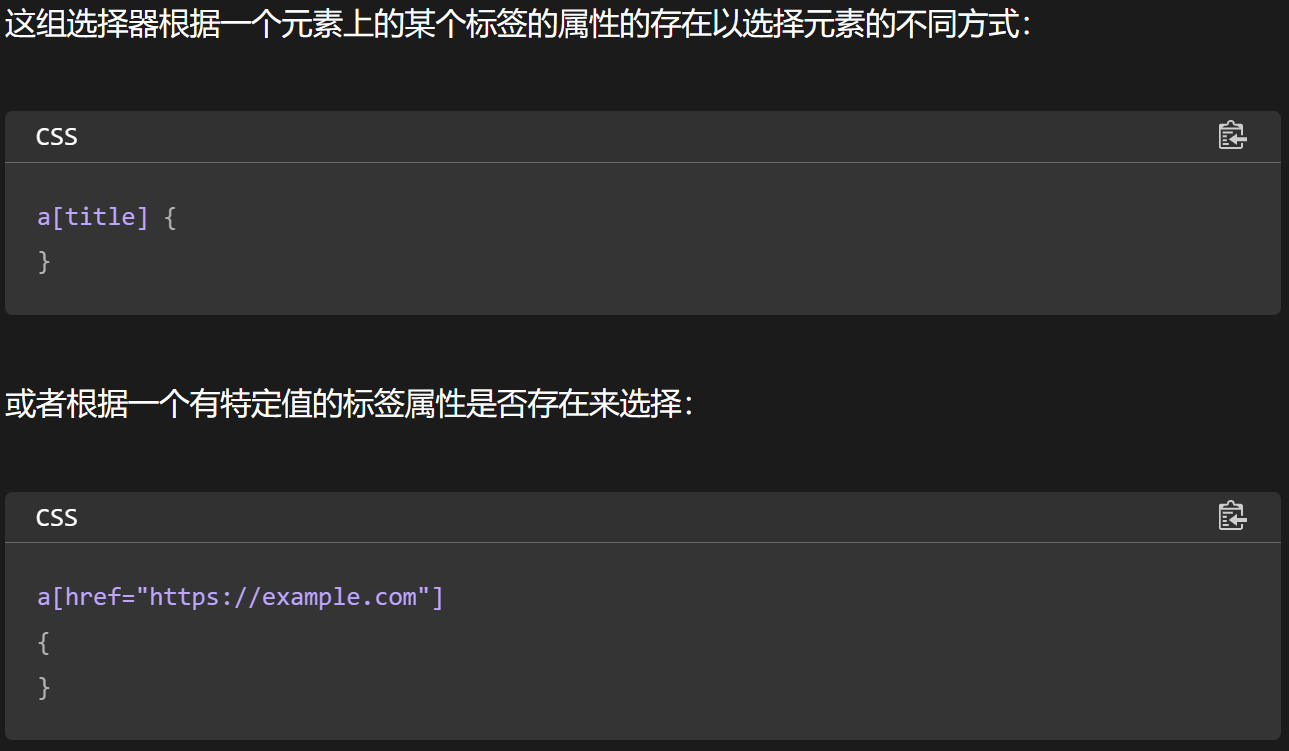 这组选择器根据一个元素上的某个标签的属性的存在以选择元素的不同方式：
CSS
a[title] {
}
或者根据一个有特定值的标签属性是否存在来选择：
CSS
a[href="https://example.com"]
{
}